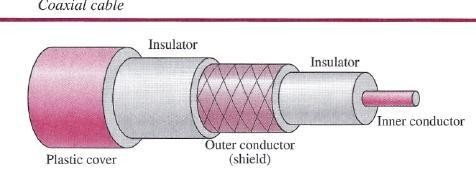 Coaxial cable
Insulator
Insulator
Inner conductor
Outer conductor
(shield)
Plastic cover